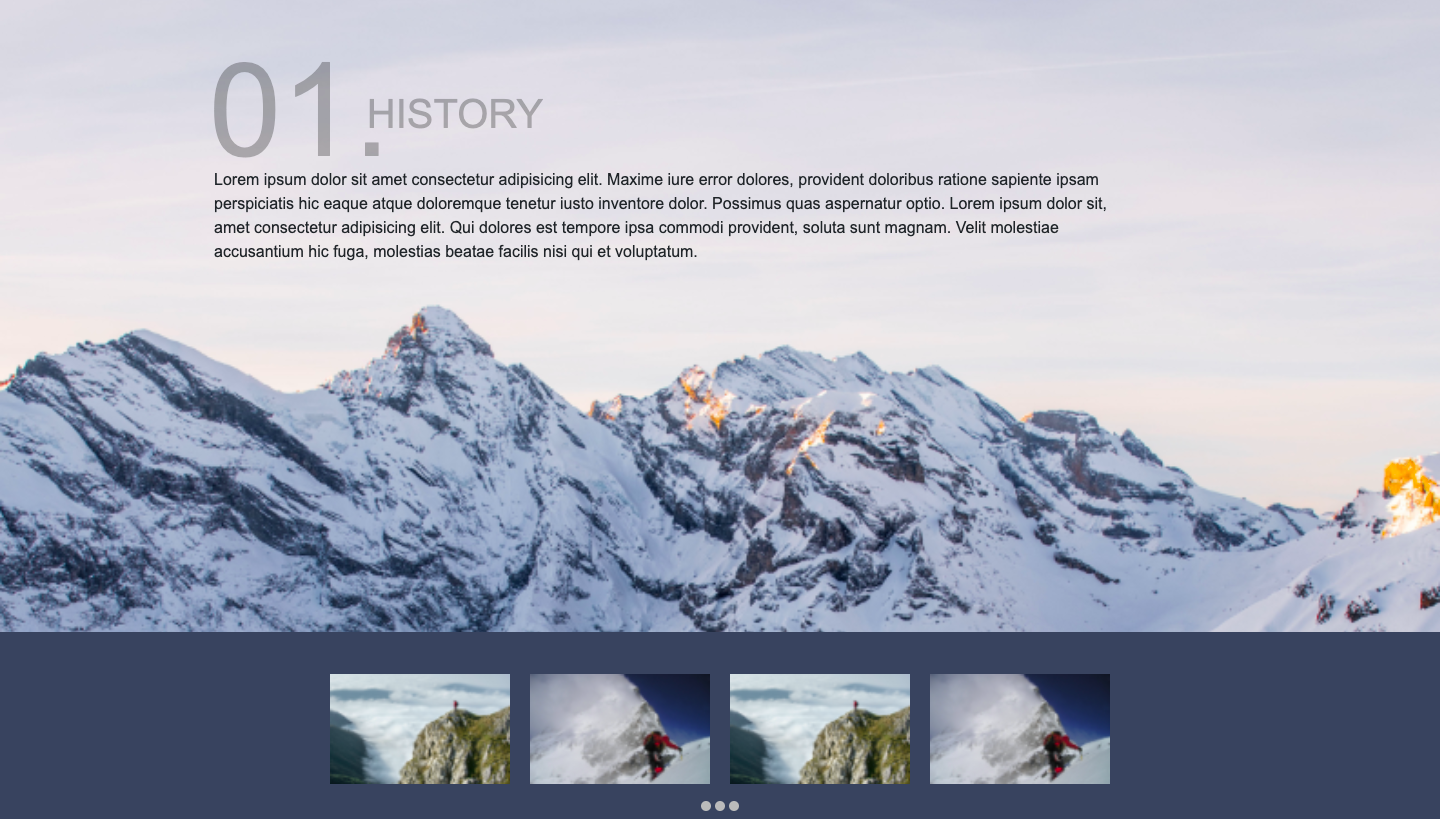 01. HISTORY
Lorem ipsum dolor sit amet consectetur adipisicing elit. Maxime iure error dolores, provident doloribus ratione sapiente ipsam
perspiciatis hic eaque atque doloremque tenetur iusto inventore dolor. Possimus quas aspernatur optio. Lorem ipsum dolor sit,
amet consectetur adipisicing elit. Qui dolores est tempore ipsa commodi provident, soluta sunt magnam. Velit molestiae
accusantium hic fuga, molestias beatae facilis nisi qui et voluptatum.